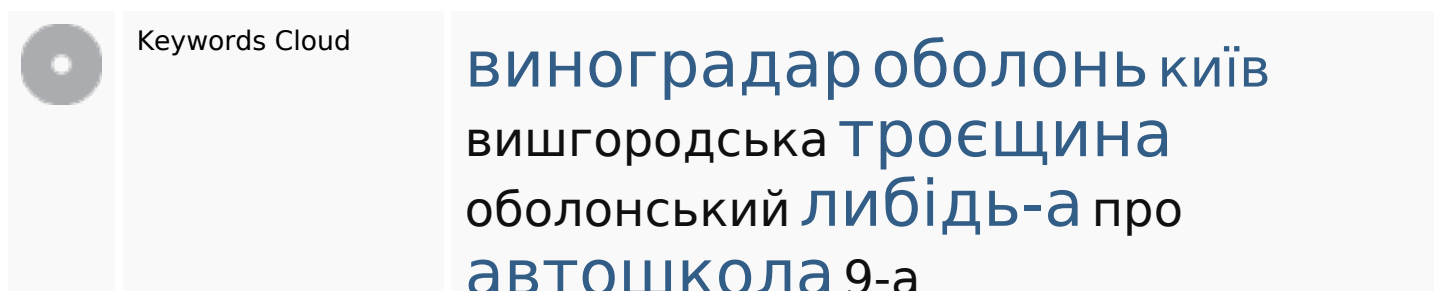 Keywords Cloud
виноградар оболонь київ
вишгородська троєщина
оболонський либідь-а про
автошкола 9-а